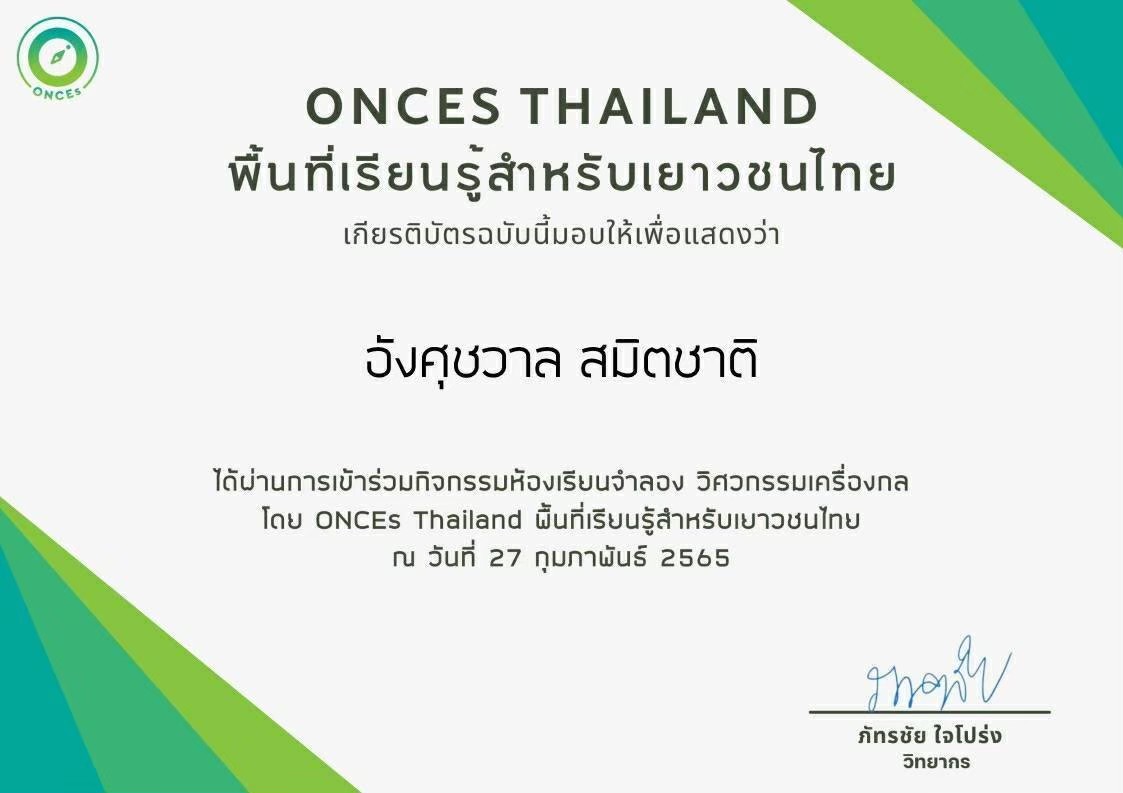 ONCEs
ONCES THAILAND
พื้นที่เรียนรู้สำหรับเยาวชนไทย
เกียรติบัตรฉบับนี้มอบให้เพื่อแสดงว่า
อังศุชวาล สมิตชาติ
ได้ผ่านการเข้าร่วมกิจกรรมห้องเรียนจำลอง วิศวกรรมเครื่องกล
โดย ONCEs Thailand พื้นที่เรียนรู้สำหรับเยาวชนไทย
ณ วันที่ 27 กุมภาพันธ์ 2565
ภัทรชัย ใจโปร่ง
วิทยากร